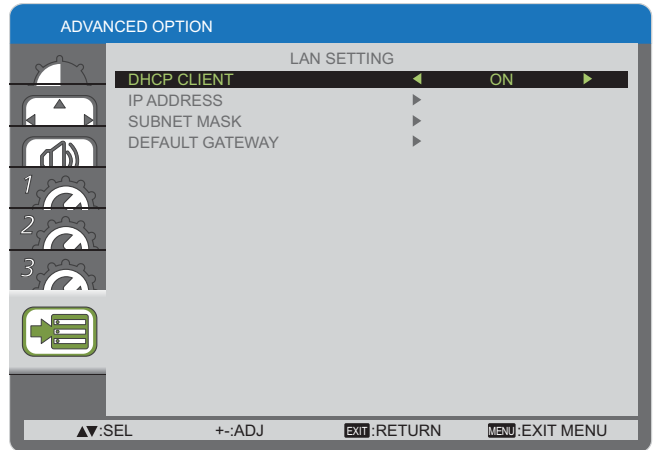 ADVANCED OPTION
LAN SETTING
DHCP CLIENT ◀ ON ▶
IP ADDRESS ▶
SUBNET MASK ▶
DEFAULT GATEWAY ▶
1
2
3
▲▼:SEL +-:ADJ EXIT:RETURN MENU:EXIT MENU